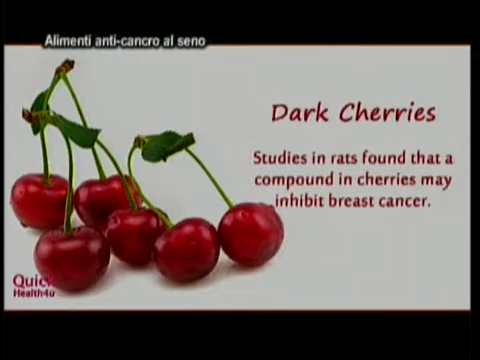 Alimenti anti-cancro al seno
Dark Cherries
Studies in rats found that a
compound in cherries may
inhibit breast cancer.
Quick
Health4u